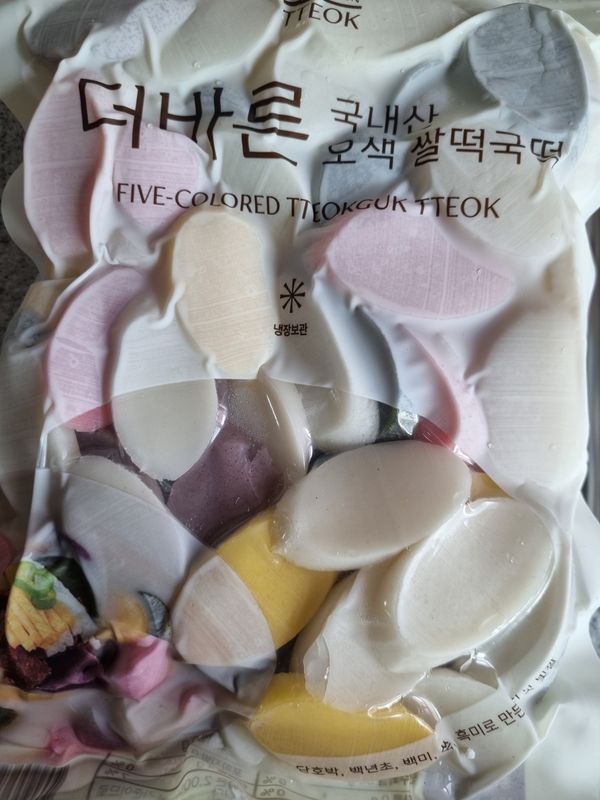 TTEOK
더바른
국내산
오색 쌀떡국떡
FIVE-COLORED TTEOKGUK TTEOK
냉장보관
단호박, 백년초, 백미, 쑥, 흑미로 만든